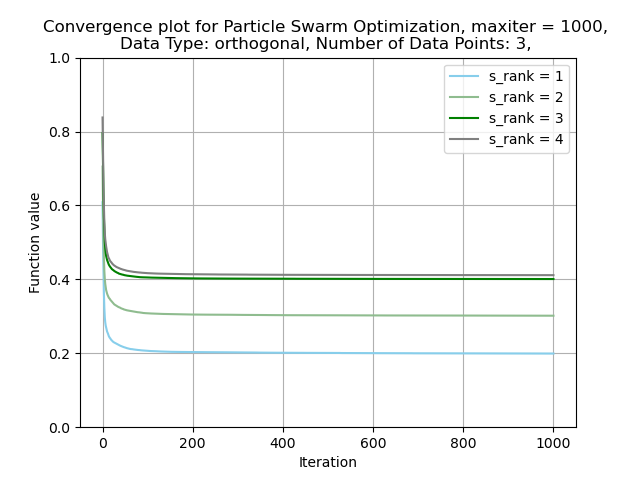 Convergence plot for Particle Swarm Optimization, maxiter = 1000,
Data Type: orthogonal, Number of Data Points: 3,
1.0
0.8
0.6
0.4
0.2
0.0
Function value
s_rank = 1
s_rank = 2
s_rank = 3
s_rank = 4
0 200 400 600 800 1000
Iteration